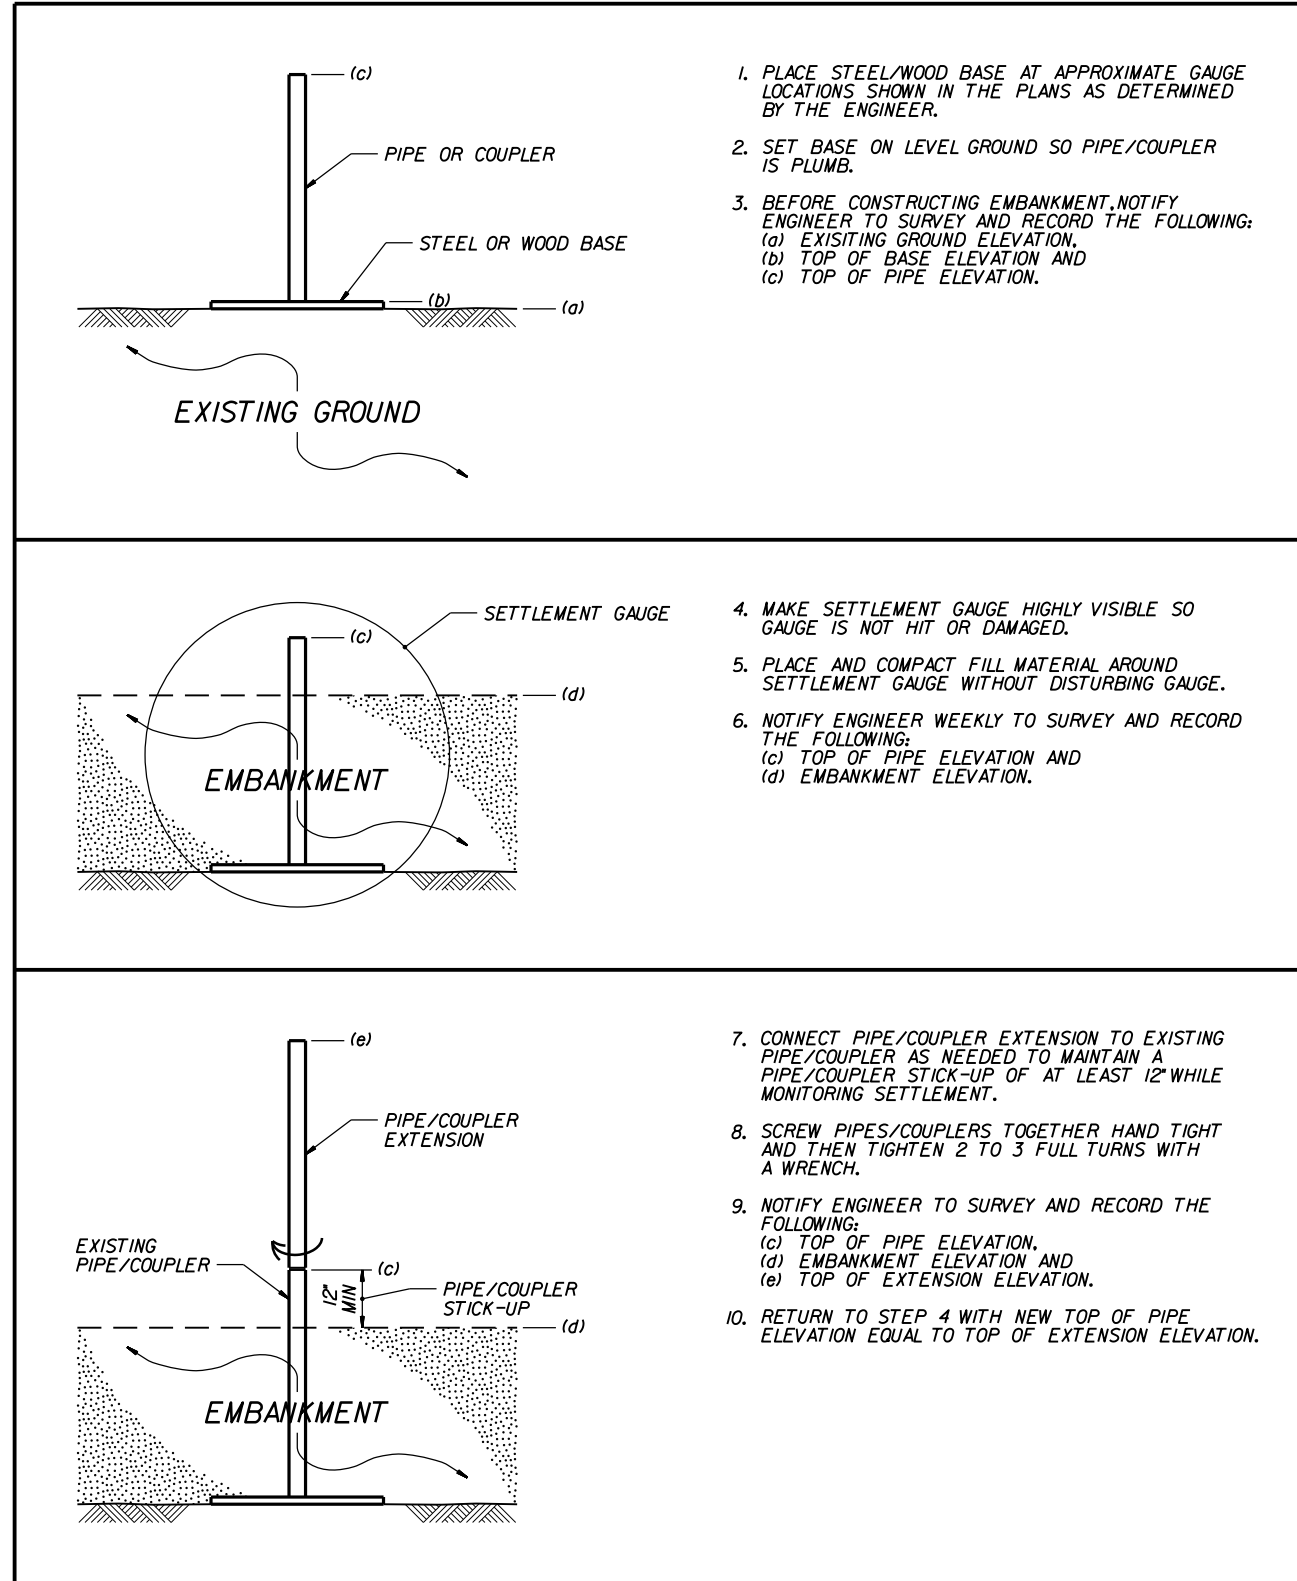 (c)
PIPE OR COUPLER
STEEL OR WOOD BASE
(b)
(a)
EXISTING GROUND
1. PLACE STEEL/WOOD BASE AT APPROXIMATE GAUGE
LOCATIONS SHOWN IN THE PLANS AS DETERMINED
BY THE ENGINEER.
2. SET BASE ON LEVEL GROUND SO PIPE/COUPLER
IS PLUMB.
3. BEFORE CONSTRUCTING EMBANKMENT, NOTIFY
ENGINEER TO SURVEY AND RECORD THE FOLLOWING:
(a) EXISITING GROUND ELEVATION,
(b) TOP OF BASE ELEVATION AND
(c) TOP OF PIPE ELEVATION.
SETTLEMENT GAUGE
(c)
(d)
EMBANKMENT
4. MAKE SETTLEMENT GAUGE HIGHLY VISIBLE SO
GAUGE IS NOT HIT OR DAMAGED.
5. PLACE AND COMPACT FILL MATERIAL AROUND
SETTLEMENT GAUGE WITHOUT DISTURBING GAUGE.
6. NOTIFY ENGINEER WEEKLY TO SURVEY AND RECORD
THE FOLLOWING:
(c) TOP OF PIPE ELEVATION AND
(d) EMBANKMENT ELEVATION.
(e)
PIPE/COUPLER
EXTENSION
EXISTING
PIPE/COUPLER
(c)
12"
MIN
PIPE/COUPLER
STICK-UP
(d)
EMBANKMENT
7. CONNECT PIPE/COUPLER EXTENSION TO EXISTING
PIPE/COUPLER AS NEEDED TO MAINTAIN A
PIPE/COUPLER STICK-UP OF AT LEAST 12" WHILE
MONITORING SETTLEMENT.
8. SCREW PIPES/COUPLERS TOGETHER HAND TIGHT
AND THEN TIGHTEN 2 TO 3 FULL TURNS WITH
A WRENCH.
9. NOTIFY ENGINEER TO SURVEY AND RECORD THE
FOLLOWING:
(c) TOP OF PIPE ELEVATION,
(d) EMBANKMENT ELEVATION AND
(e) TOP OF EXTENSION ELEVATION.
10. RETURN TO STEP 4 WITH NEW TOP OF PIPE
ELEVATION EQUAL TO TOP OF EXTENSION ELEVATION.